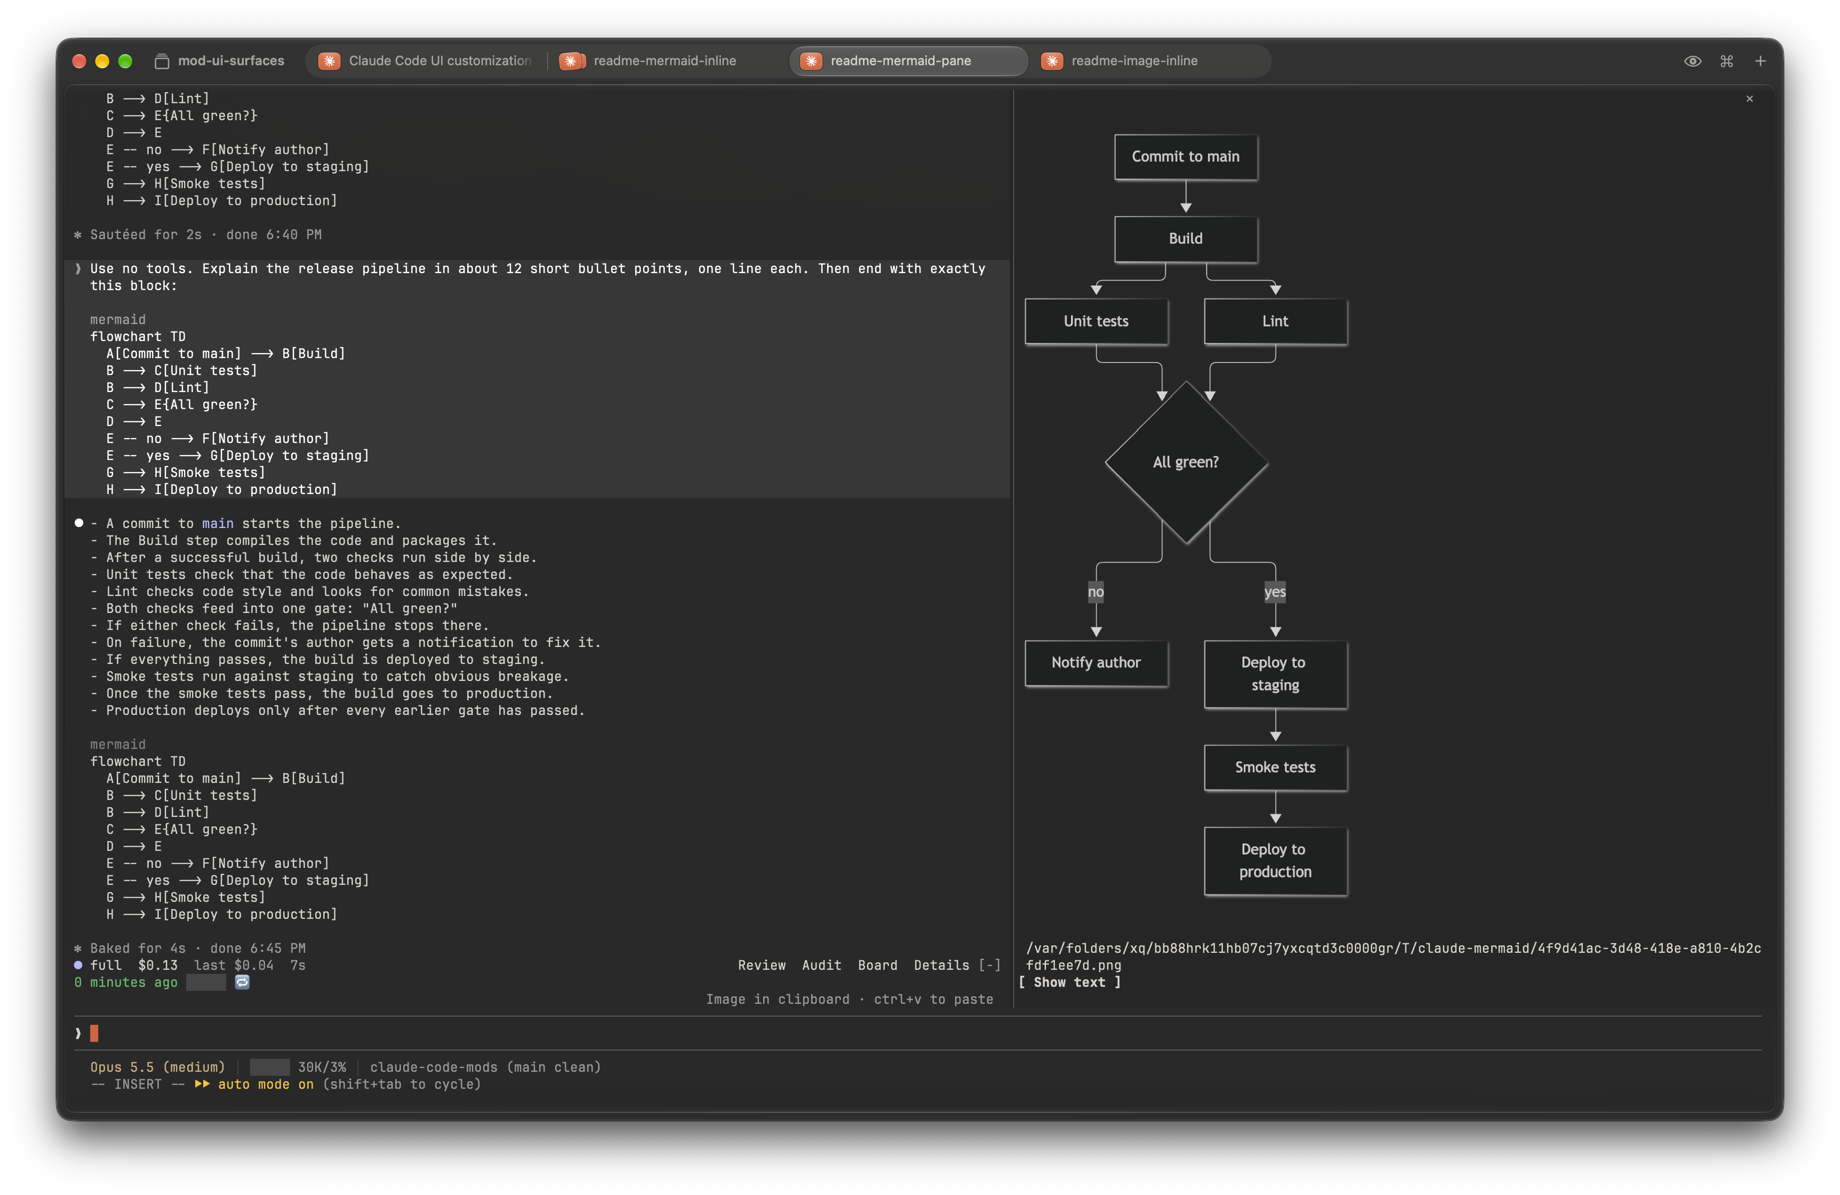 mod-ui-surfaces
Claude Code UI customization
readme-mermaid-inline
readme-mermaid-pane
readme-image-inline
B --> D[Lint]
C --> E{All green?}
D --> E
E -- no --> F[Notify author]
E -- yes --> G[Deploy to staging]
G --> H[Smoke tests]
H --> I[Deploy to production]
✻ Sautéed for 2s · done 6:40 PM
❯ Use no tools. Explain the release pipeline in about 12 short bullet points, one line each. Then end with exactly
this block:
mermaid
flowchart TD
A[Commit to main] --> B[Build]
B --> C[Unit tests]
B --> D[Lint]
C --> E{All green?}
D --> E
E -- no --> F[Notify author]
E -- yes --> G[Deploy to staging]
G --> H[Smoke tests]
H --> I[Deploy to production]
● - A commit to main starts the pipeline.
- The Build step compiles the code and packages it.
- After a successful build, two checks run side by side.
- Unit tests check that the code behaves as expected.
- Lint checks code style and looks for common mistakes.
- Both checks feed into one gate: "All green?"
- If either check fails, the pipeline stops there.
- On failure, the commit's author gets a notification to fix it.
- If everything passes, the build is deployed to staging.
- Smoke tests run against staging to catch obvious breakage.
- Once the smoke tests pass, the build goes to production.
- Production deploys only after every earlier gate has passed.
mermaid
flowchart TD
A[Commit to main] --> B[Build]
B --> C[Unit tests]
B --> D[Lint]
C --> E{All green?}
D --> E
E -- no --> F[Notify author]
E -- yes --> G[Deploy to staging]
G --> H[Smoke tests]
H --> I[Deploy to production]
✻ Baked for 4s · done 6:45 PM
● full $0.13 last $0.04 7s
Review Audit Board Details [-]
0 minutes ago
Image in clipboard · ctrl+v to paste
Commit to main
Build
Unit tests
Lint
All green?
no
yes
Notify author
Deploy to
staging
Smoke tests
Deploy to
production
/var/folders/xq/bb88hrk11hb07cj7yxcqtd3c0000gr/T/claude-mermaid/4f9d41ac-3d48-418e-a810-4b2c
fdf1ee7d.png
[ Show text ]
❯
Opus 5.5 (medium) | 30K/3% | claude-code-mods (main clean)
-- INSERT -- ⏵⏵ auto mode on (shift+tab to cycle)